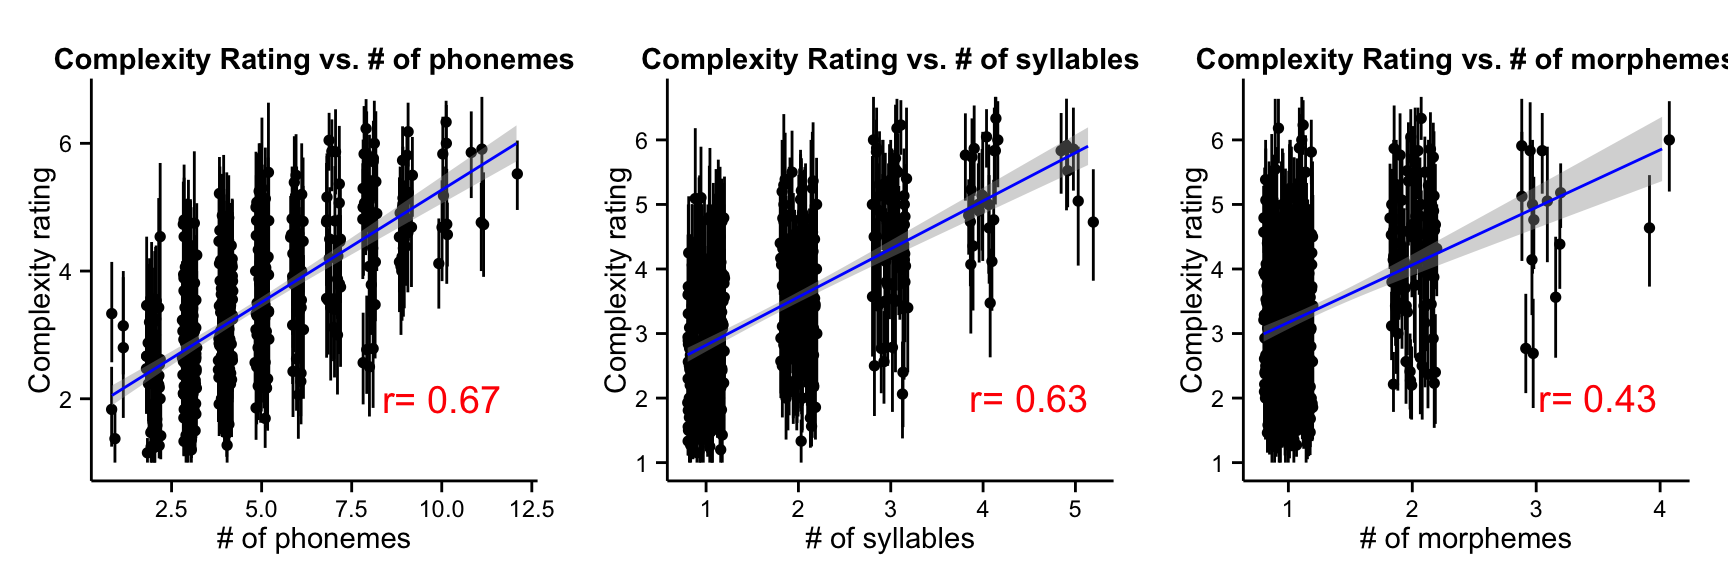 Complexity Rating vs. # of phonemes
Complexity rating
6
4
2
r= 0.67
2.5 5.0 7.5 10.0 12.5
# of phonemes
Complexity Rating vs. # of syllables
Complexity rating
6
5
4
3
2
1
r= 0.63
1 2 3 4 5
# of syllables
Complexity Rating vs. # of morphemes
Complexity rating
6
5
4
3
2
1
r= 0.43
1 2 3 4
# of morphemes